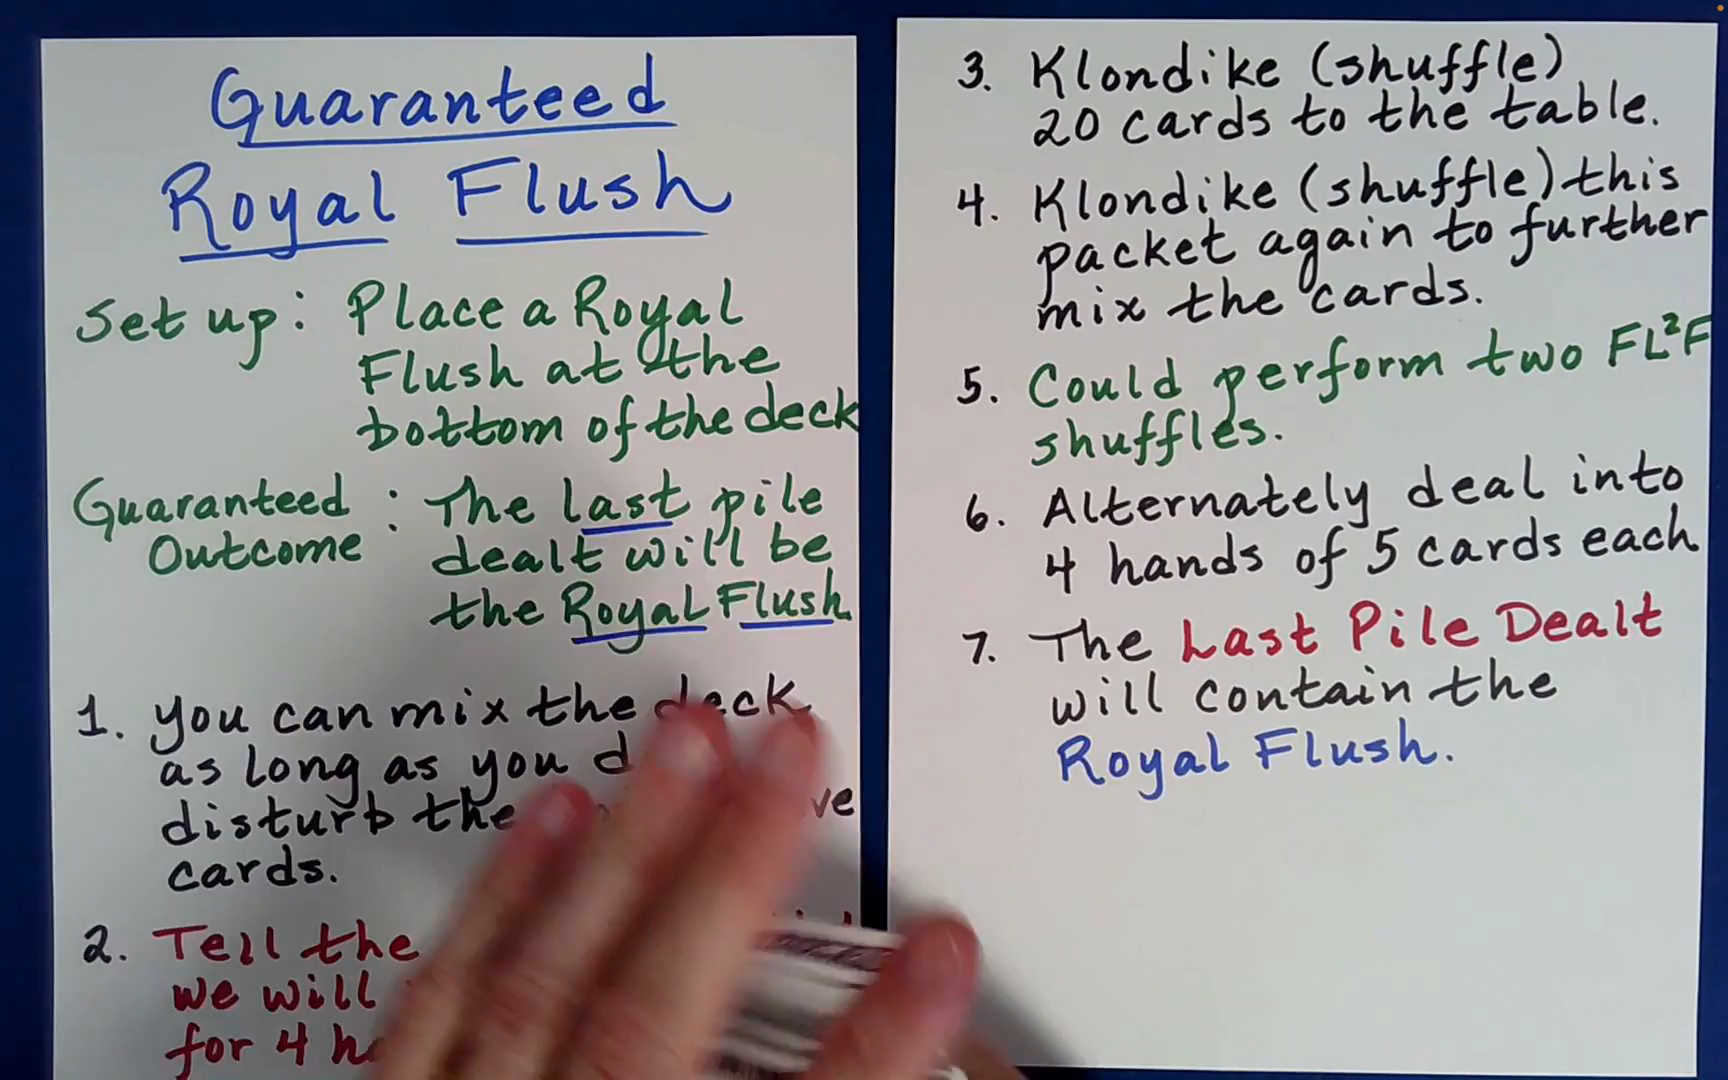 Guaranteed
Royal Flush
Set up: Place a Royal
Flush at the
bottom of the deck
Guaranteed : The last pile
Outcome dealt will be
the Royal Flush.
1. You can mix the deck
as long as you
disturb the
cards.
2. Tell the
we will
for 4
3. Klondike (shuffle)
20 cards to the table.
4. Klondike (shuffle) this
packet again to further
mix the cards.
5. Could perform two FL²F
shuffles.
6. Alternately deal into
4 hands of 5 cards each.
7. The Last Pile Dealt
will contain the
Royal Flush.